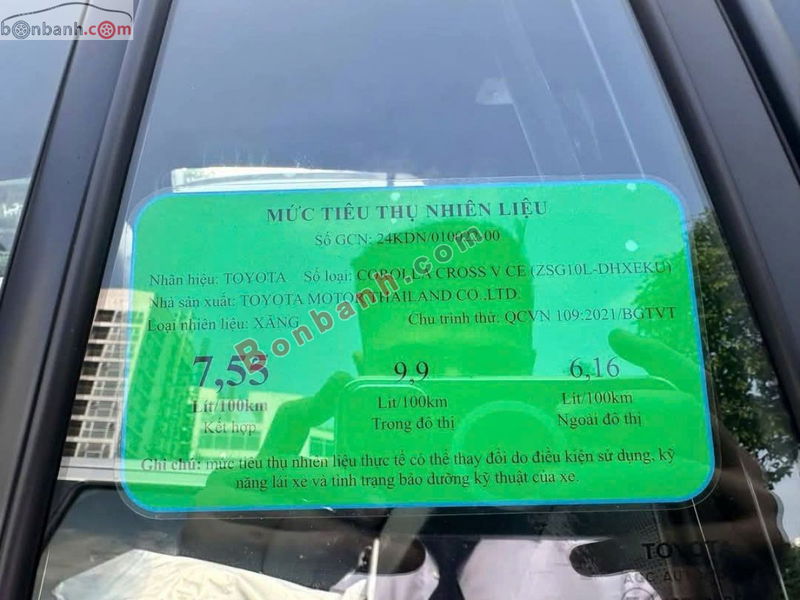 bonbanh.com
MỨC TIÊU THỤ NHIÊN LIỆU
Số GCN:
Nhãn hiệu: TOYOTA Số loại: COROLLA CROSS V CE (ZSG10L-DHXEKU)
Nhà sản xuất: TOYOTA MOTOR THAILAND CO.,LTD.
Loại nhiên liệu: XĂNG Chu trình thử: QCVN 109:2021/BGTVT
Bonbanh.com
7,53 9,9 6,16
Lít/100km Lít/100km Lít/100km
Kết hợp Trong đô thị Ngoài đô thị
Ghi chú: mức tiêu thụ nhiên liệu thực tế có thể thay đổi do điều kiện sử dụng, kỹ
năng lái xe và tình trạng bảo dưỡng kỹ thuật của xe.
TOYOTA